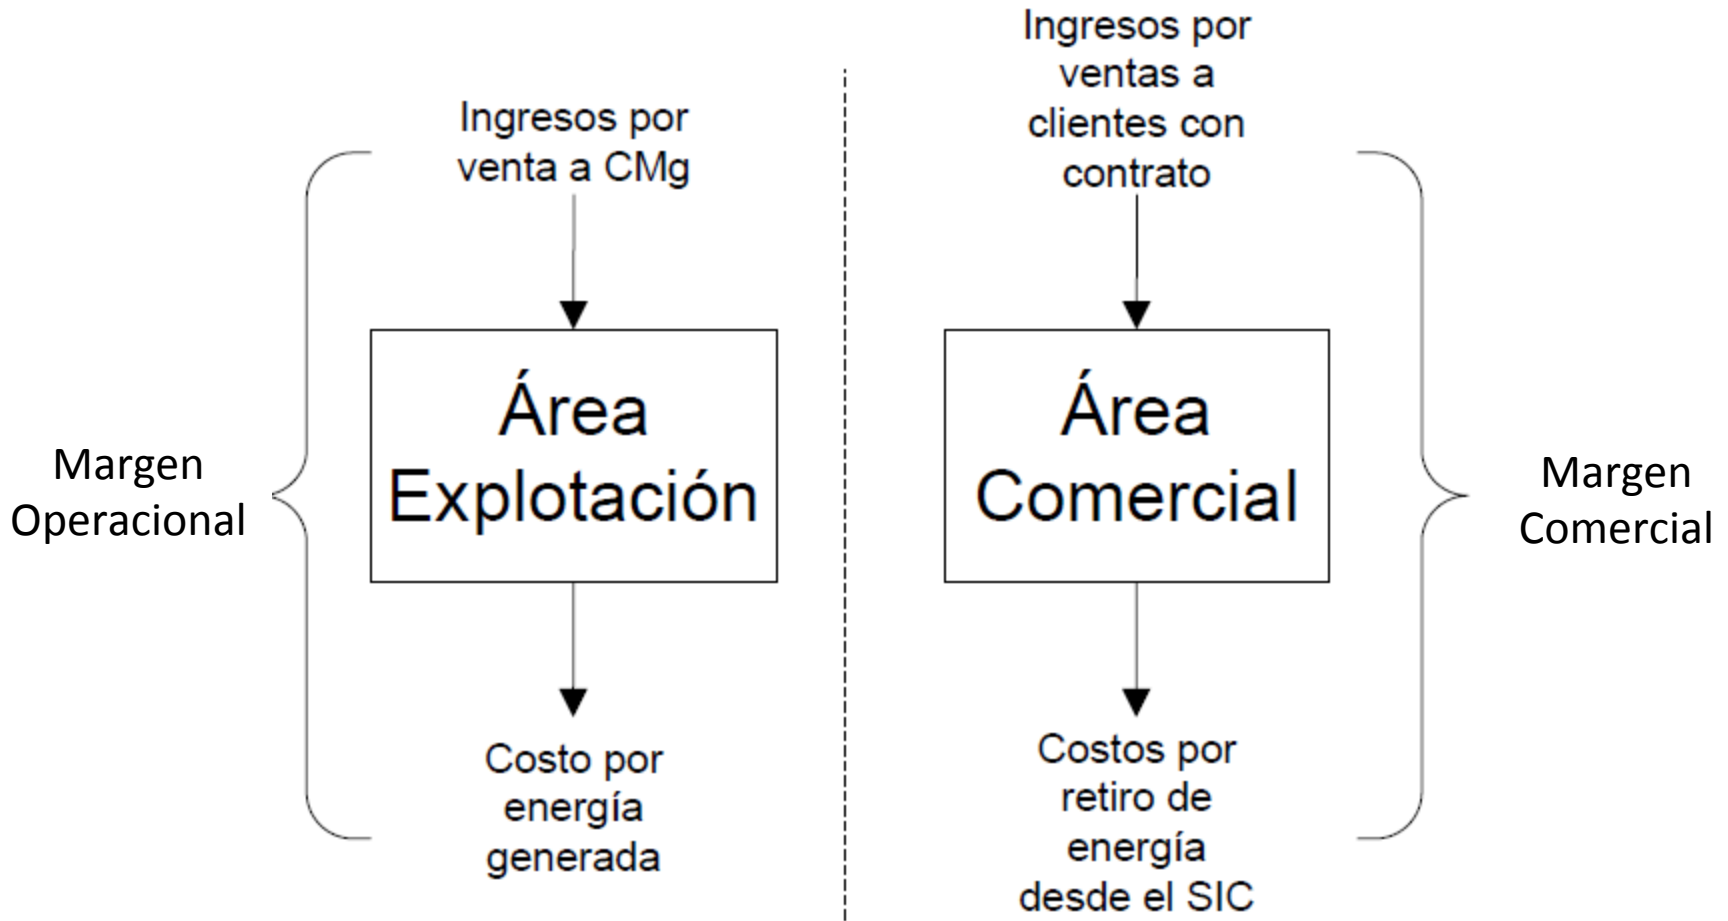 Margen
Operacional
Ingresos por
venta a CMg
Área
Explotación
Costo por
energía
generada
Ingresos por
ventas a
clientes con
contrato
Área
Comercial
Costos por
retiro de
energía
desde el SIC
Margen
Comercial